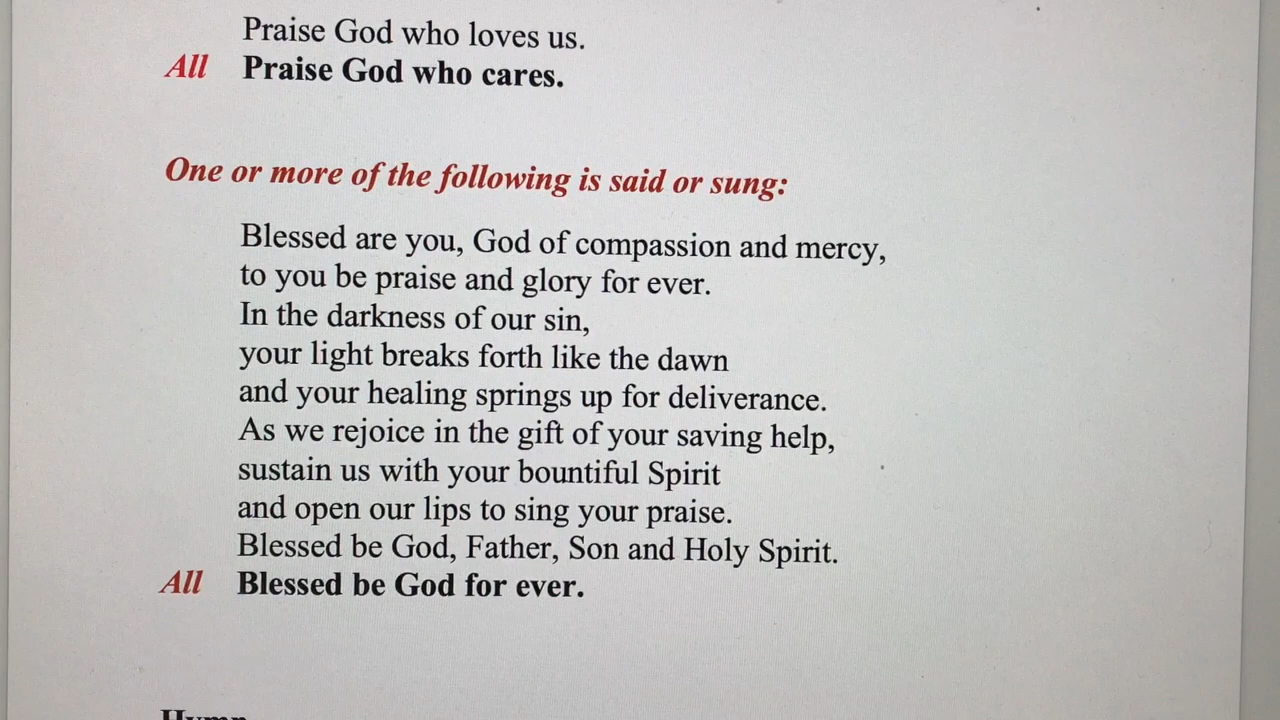 Praise God who loves us.
All Praise God who cares.
One or more of the following is said or sung:
Blessed are you, God of compassion and mercy,
to you be praise and glory for ever.
In the darkness of our sin,
your light breaks forth like the dawn
and your healing springs up for deliverance.
As we rejoice in the gift of your saving help,
sustain us with your bountiful Spirit
and open our lips to sing your praise.
Blessed be God, Father, Son and Holy Spirit.
All Blessed be God for ever.
Hymn